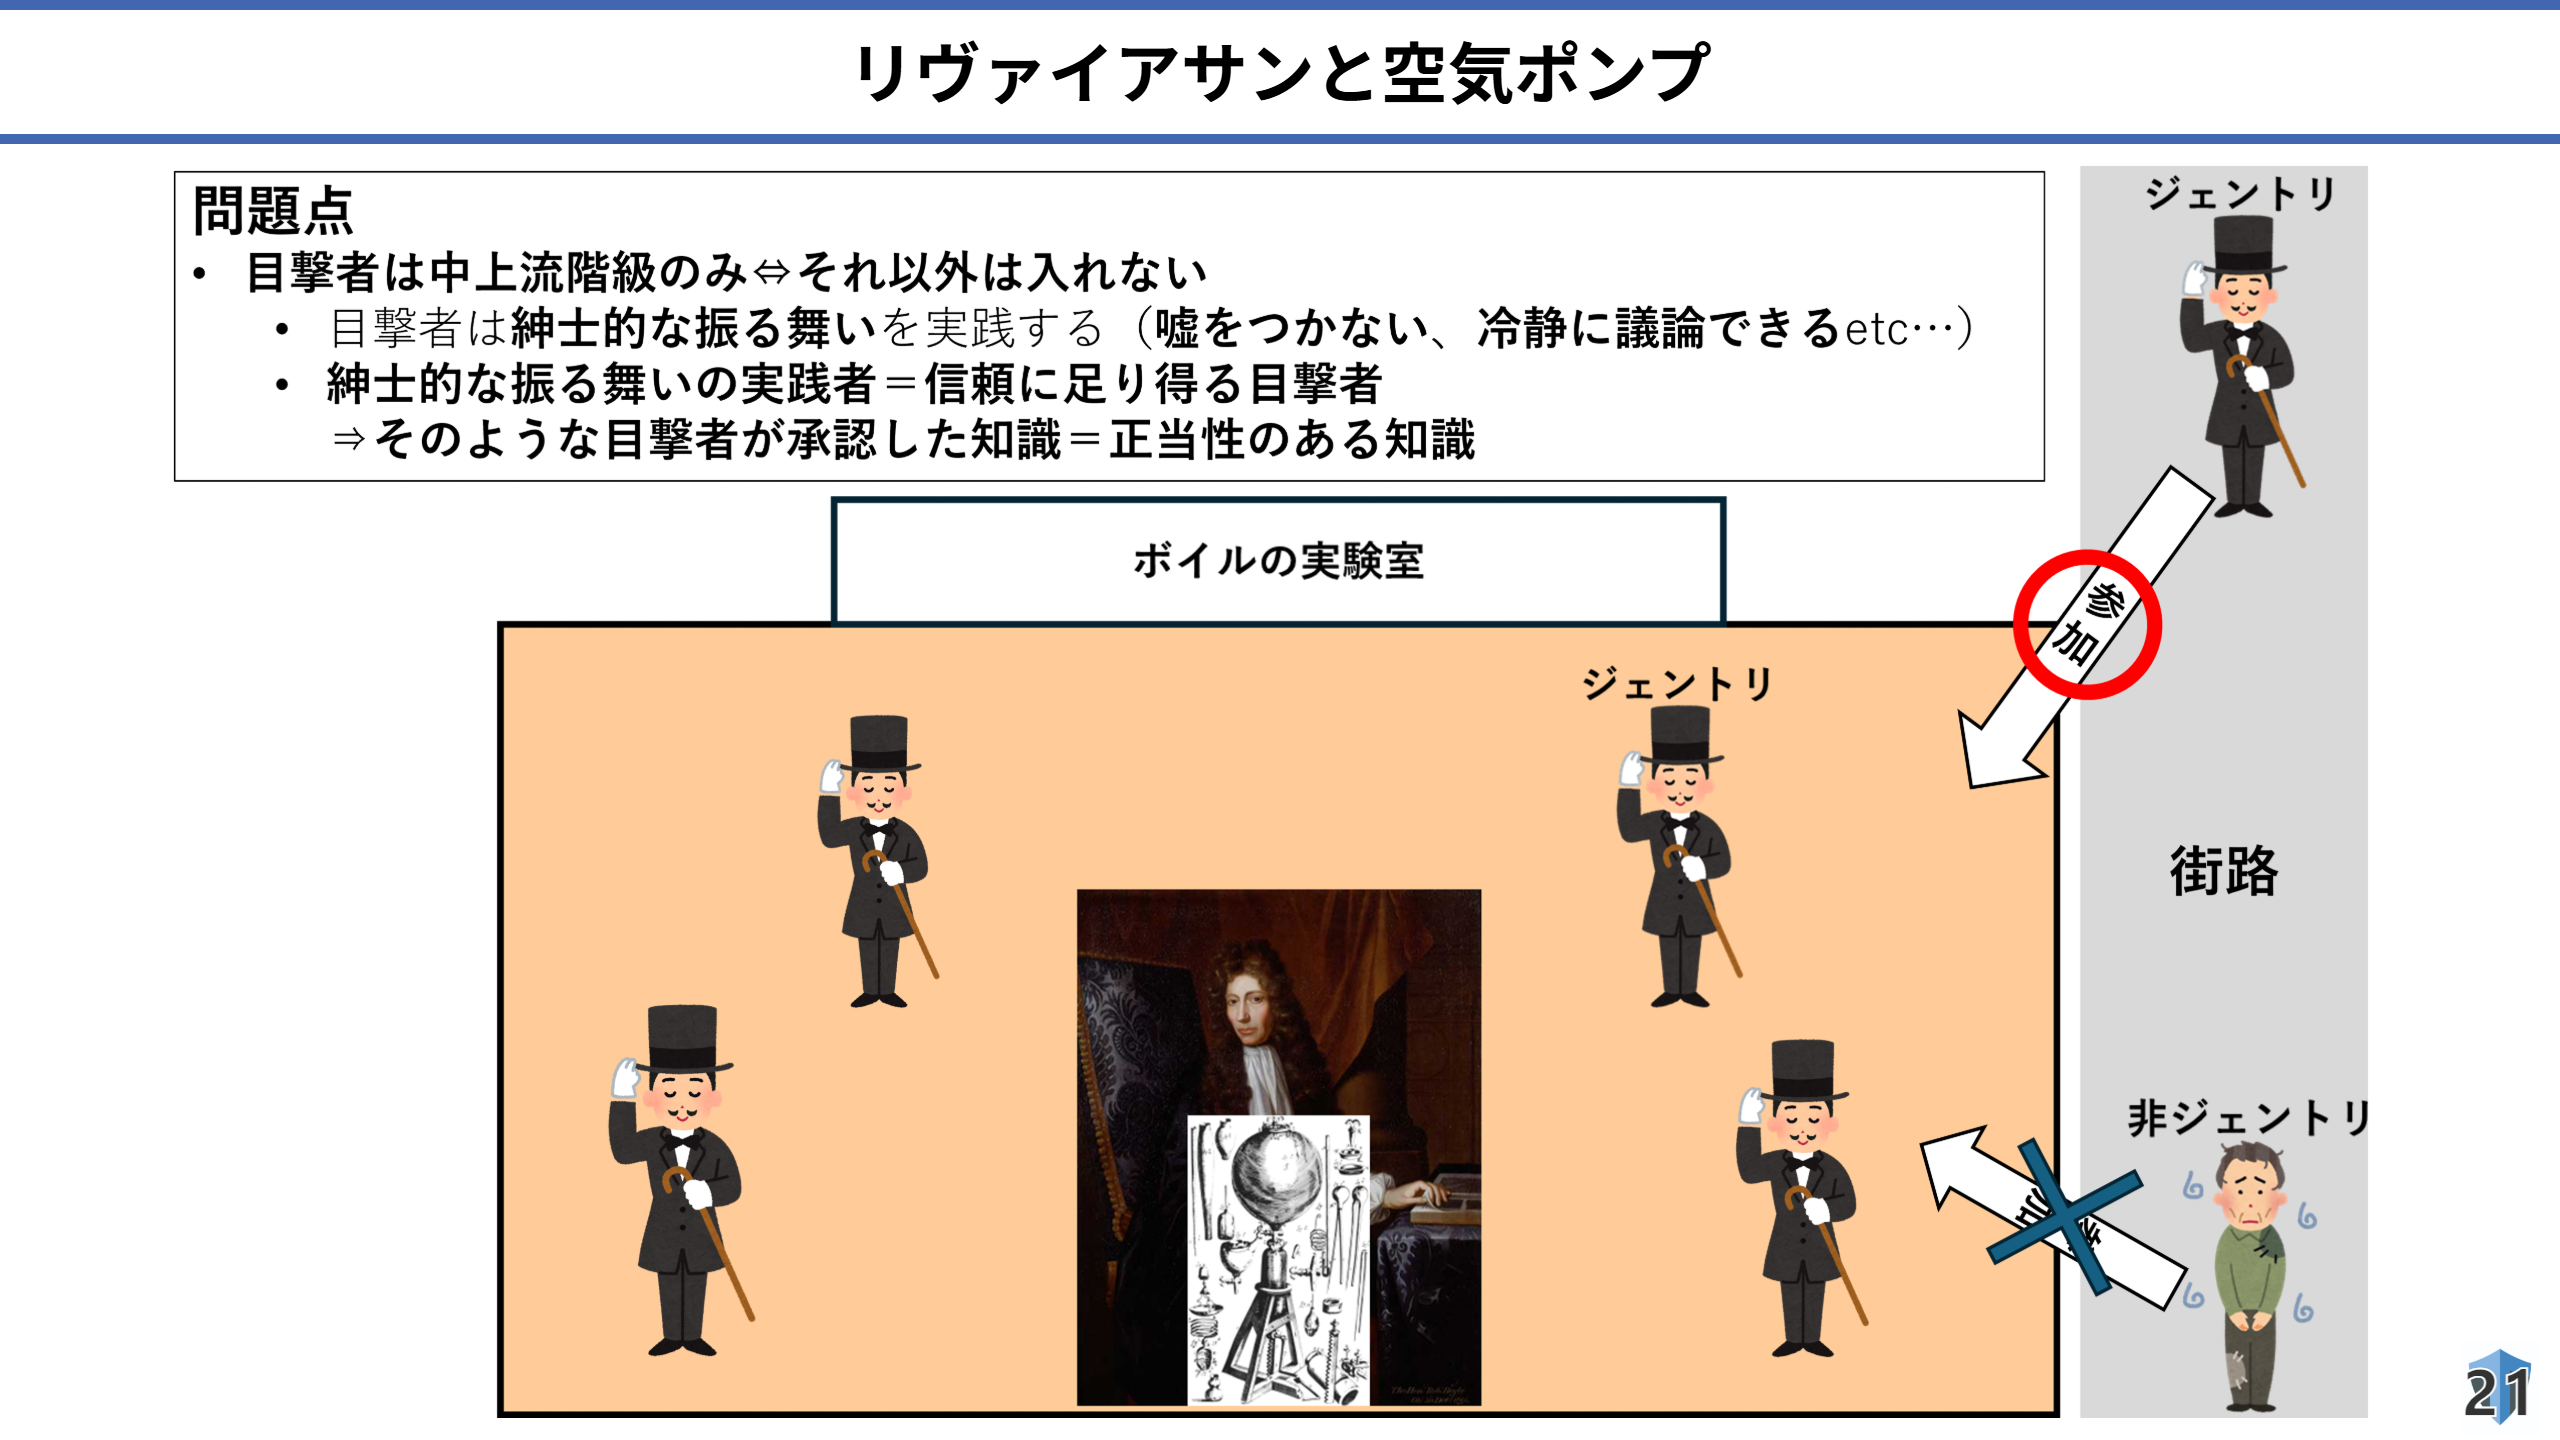 リヴァイアサンと空気ポンプ
問題点
• 目撃者は中上流階級のみ⇔それ以外は入れない
• 目撃者は紳士的な振る舞いを実践する（嘘をつかない、冷静に議論できるetc…）
• 紳士的な振る舞いの実践者＝信頼に足り得る目撃者
⇒そのような目撃者が承認した知識＝正当性のある知識
ジェントリ
参加
ボイルの実験室
ジェントリ
街路
非ジェントリ
参加
21